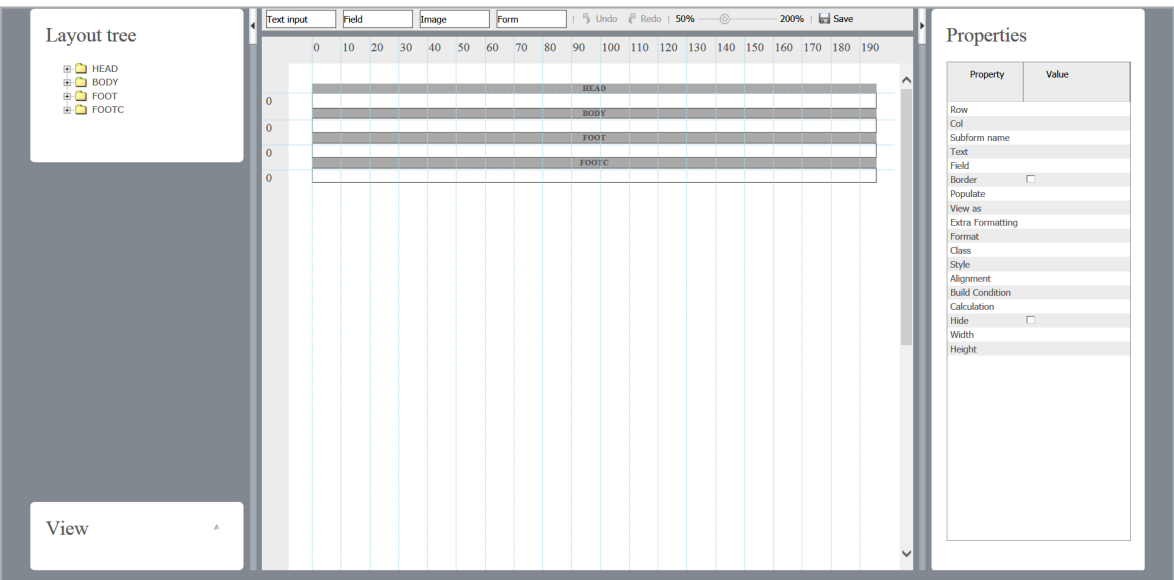 Layout tree
HEAD
BODY
FOOT
FOOTC
View
Text input Field Image Form Undo Redo 50% 200% Save
0 10 20 30 40 50 60 70 80 90 100 110 120 130 140 150 160 170 180 190
HEAD
0
BODY
0
FOOT
0
FOOTC
0
Properties
Property Value
Row
Col
Subform name
Text
Field
Border
Populate
View as
Extra Formatting
Format
Class
Style
Alignment
Build Condition
Calculation
Hide
Width
Height